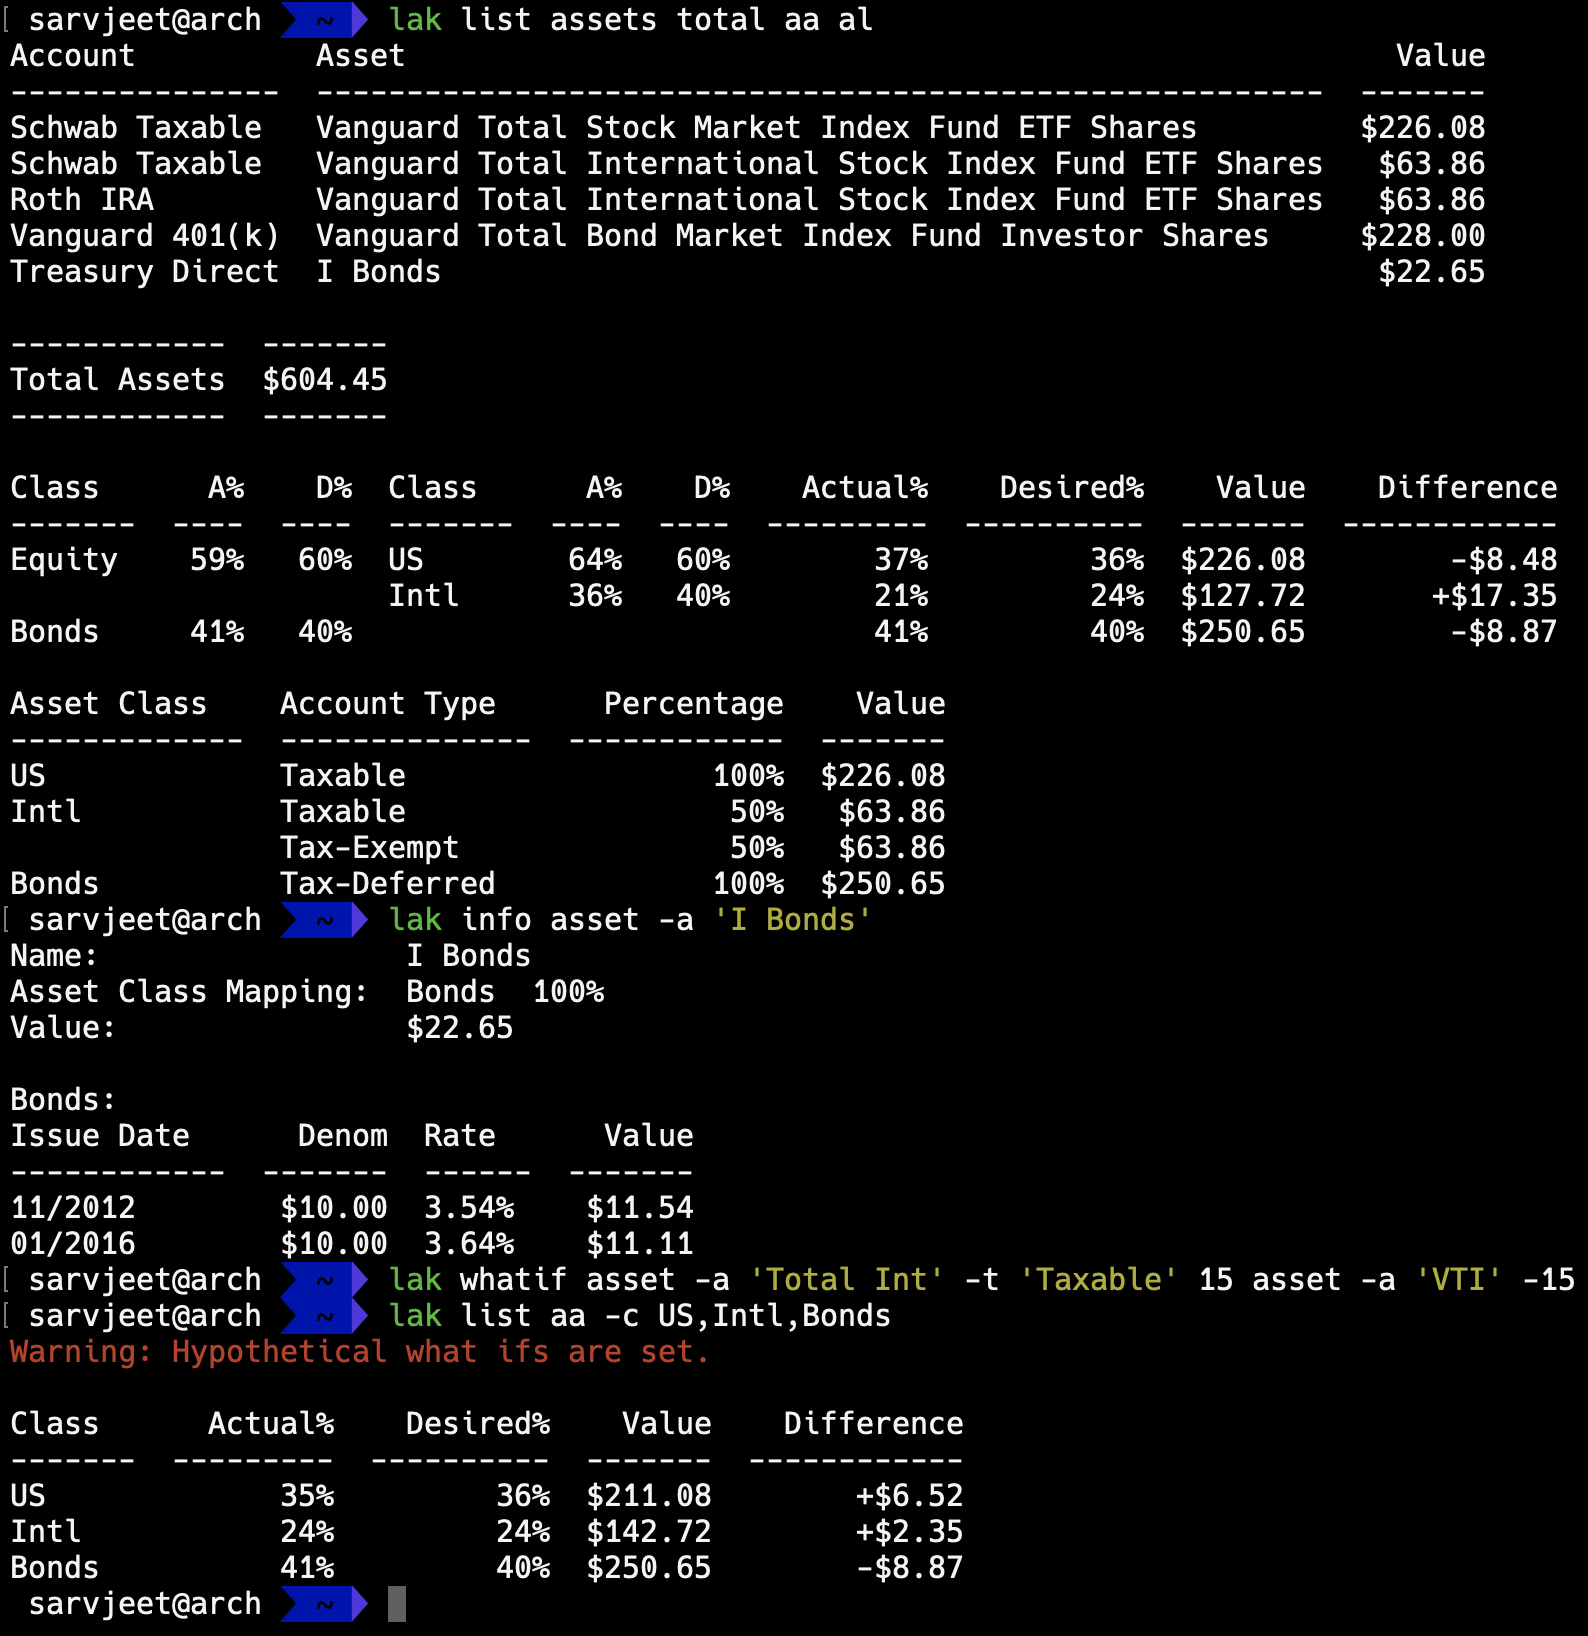 sarvjeet@arch ~ lak list assets total aa al
Account          Asset                                                       Value
---------------  --------------------------------------------------------  -------
Schwab Taxable   Vanguard Total Stock Market Index Fund ETF Shares         $226.08
Schwab Taxable   Vanguard Total International Stock Index Fund ETF Shares   $63.86
Roth IRA         Vanguard Total International Stock Index Fund ETF Shares   $63.86
Vanguard 401(k)  Vanguard Total Bond Market Index Fund Investor Shares     $228.00
Treasury Direct  I Bonds                                                    $22.65
------------  -------
Total Assets  $604.45
------------  -------
Class      A%    D%  Class      A%    D%    Actual%    Desired%    Value    Difference
-------  ----  ----  -------  ----  ----  ---------  ----------  -------  ------------
Equity    59%   60%  US        64%   60%        37%         36%  $226.08        -$8.48
                     Intl      36%   40%        21%         24%  $127.72       +$17.35
Bonds     41%   40%                             41%         40%  $250.65        -$8.87
Asset Class    Account Type      Percentage    Value
-------------  --------------  ------------  -------
US             Taxable                 100%  $226.08
Intl           Taxable                  50%   $63.86
               Tax-Exempt               50%   $63.86
Bonds          Tax-Deferred            100%  $250.65
sarvjeet@arch ~ lak info asset -a 'I Bonds'
Name:                 I Bonds
Asset Class Mapping:  Bonds  100%
Value:                $22.65
Bonds:
Issue Date      Denom  Rate      Value
------------  -------  ------  -------
11/2012        $10.00  3.54%    $11.54
01/2016        $10.00  3.64%    $11.11
sarvjeet@arch ~ lak whatif asset -a 'Total Int' -t 'Taxable' 15 asset -a 'VTI' -15
sarvjeet@arch ~ lak list aa -c US,Intl,Bonds
Warning: Hypothetical what ifs are set.
Class      Actual%    Desired%    Value    Difference
-------  ---------  ----------  -------  ------------
US             35%         36%  $211.08        +$6.52
Intl           24%         24%  $142.72        +$2.35
Bonds          41%         40%  $250.65        -$8.87
sarvjeet@arch ~